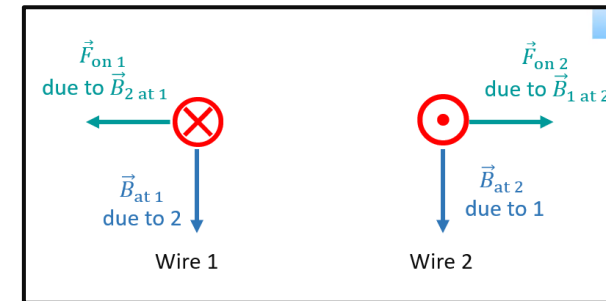 F⃗ on 1
due to B⃗ 2 at 1
F⃗ on 2
due to B⃗ 1 at 2
B⃗ at 1
due to 2
B⃗ at 2
due to 1
Wire 1
Wire 2